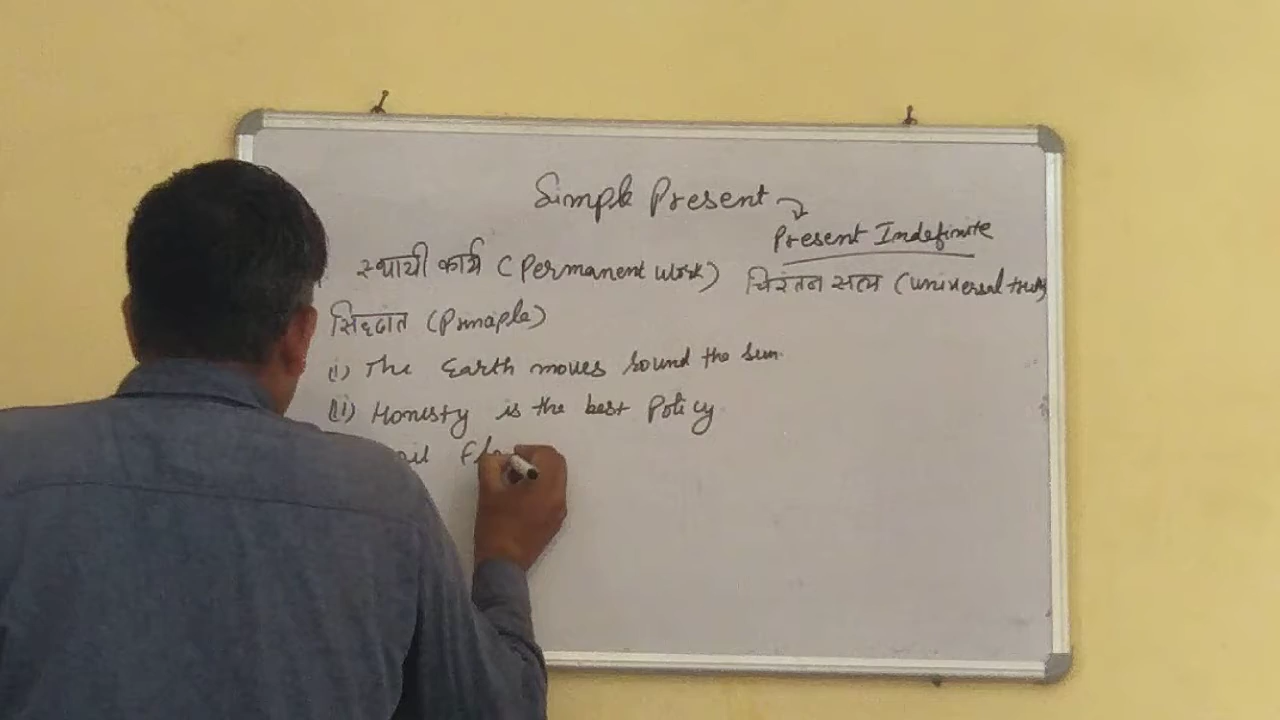 Simple Present
Present Indefinite
स्थायी कार्य (Permanent work) चिरंतन सत्य (universal truth)
सिद्धांत (Principle)
(i) The Earth moves round the sun.
(ii) Honesty is the best Policy